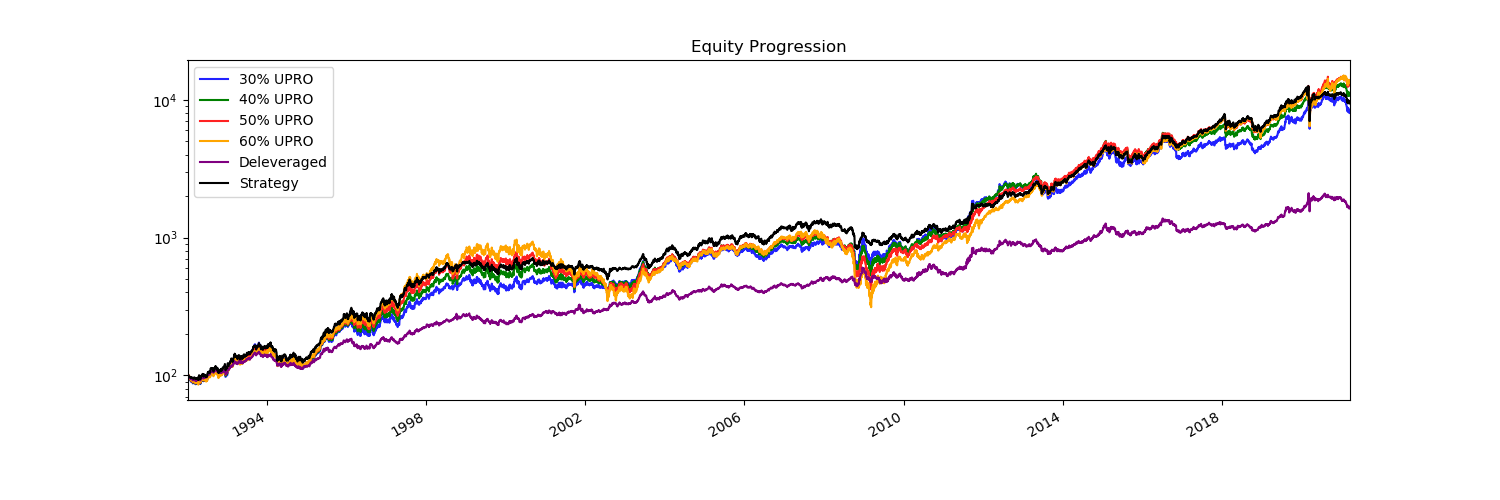 Equity Progression
30% UPRO
40% UPRO
50% UPRO
60% UPRO
Deleveraged
Strategy
10^4
10^3
10^2
1994
1998
2002
2006
2010
2014
2018